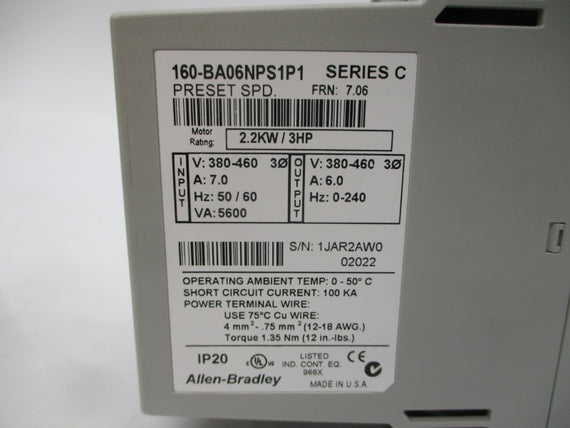 160-BA06NPS1P1 SERIES C
PRESET SPD. FRN: 7.06
Motor Rating: 2.2KW / 3HP
INPUT
V: 380-460 3Ø
A: 7.0
Hz: 50 / 60
VA: 5600
OUTPUT
V: 380-460 3Ø
A: 6.0
Hz: 0-240
S/N: 1JAR2AW0
02022
OPERATING AMBIENT TEMP: 0 - 50° C
SHORT CIRCUIT CURRENT: 100 KA
POWER TERMINAL WIRE:
USE 75°C Cu WIRE:
4 mm² - .75 mm² (12-18 AWG.)
Torque 1.35 Nm (12 in.-lbs.)
IP20 c UL us LISTED IND. CONT. EQ. 966X CE
Allen-Bradley MADE IN U.S.A.